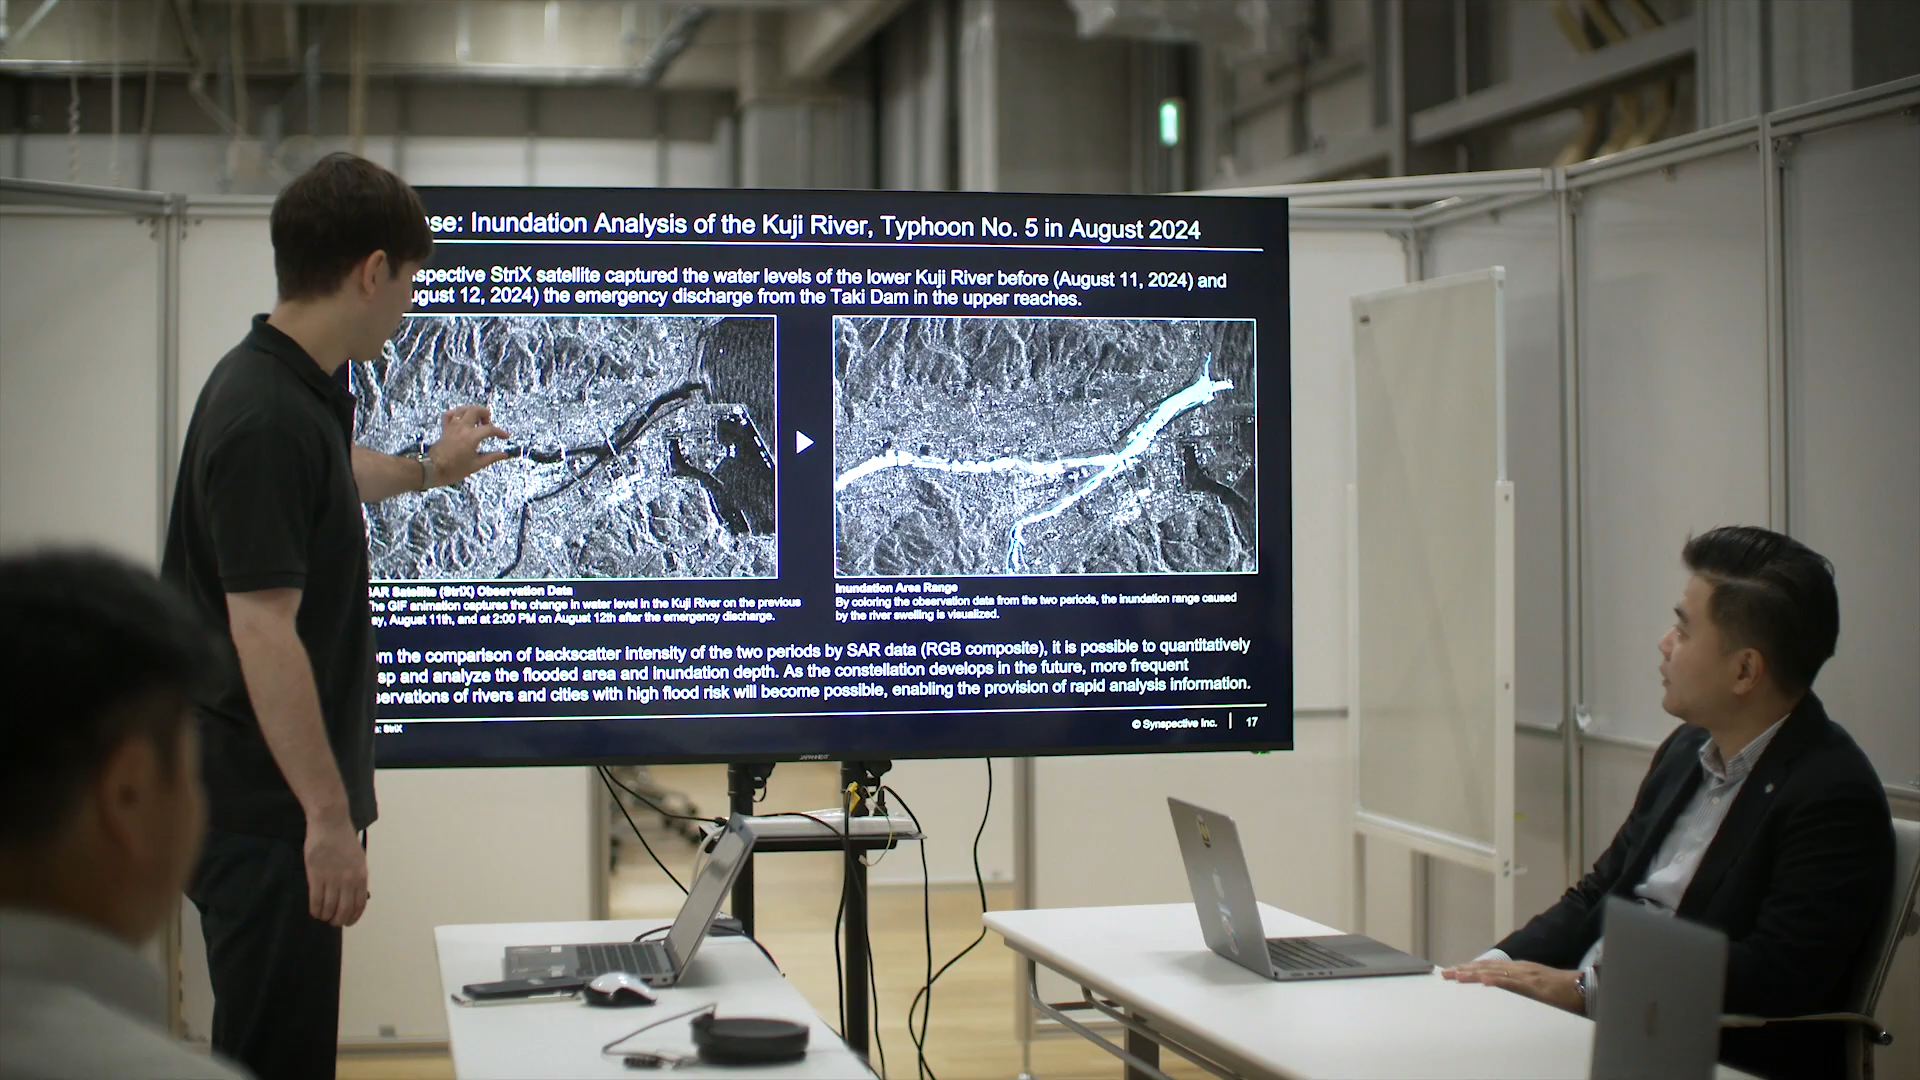 se: Inundation Analysis of the Kuji River, Typhoon No. 5 in August 2024
spective StriX satellite captured the water levels of the lower Kuji River before (August 11, 2024) and
ugust 12, 2024) the emergency discharge from the Taki Dam in the upper reaches.
SAR Satellite (StriX) Observation Data
The GIF animation captures the change in water level in the Kuji River on the previous
ay, August 11th, and at 2:00 PM on August 12th after the emergency discharge.
Inundation Area Range
By coloring the observation data from the two periods, the inundation range caused
by the river swelling is visualized.
m the comparison of backscatter intensity of the two periods by SAR data (RGB composite), it is possible to quantitatively
sp and analyze the flooded area and inundation depth. As the constellation develops in the future, more frequent
servations of rivers and cities with high flood risk will become possible, enabling the provision of rapid analysis information.
a: StriX
© Synspective Inc. | 17